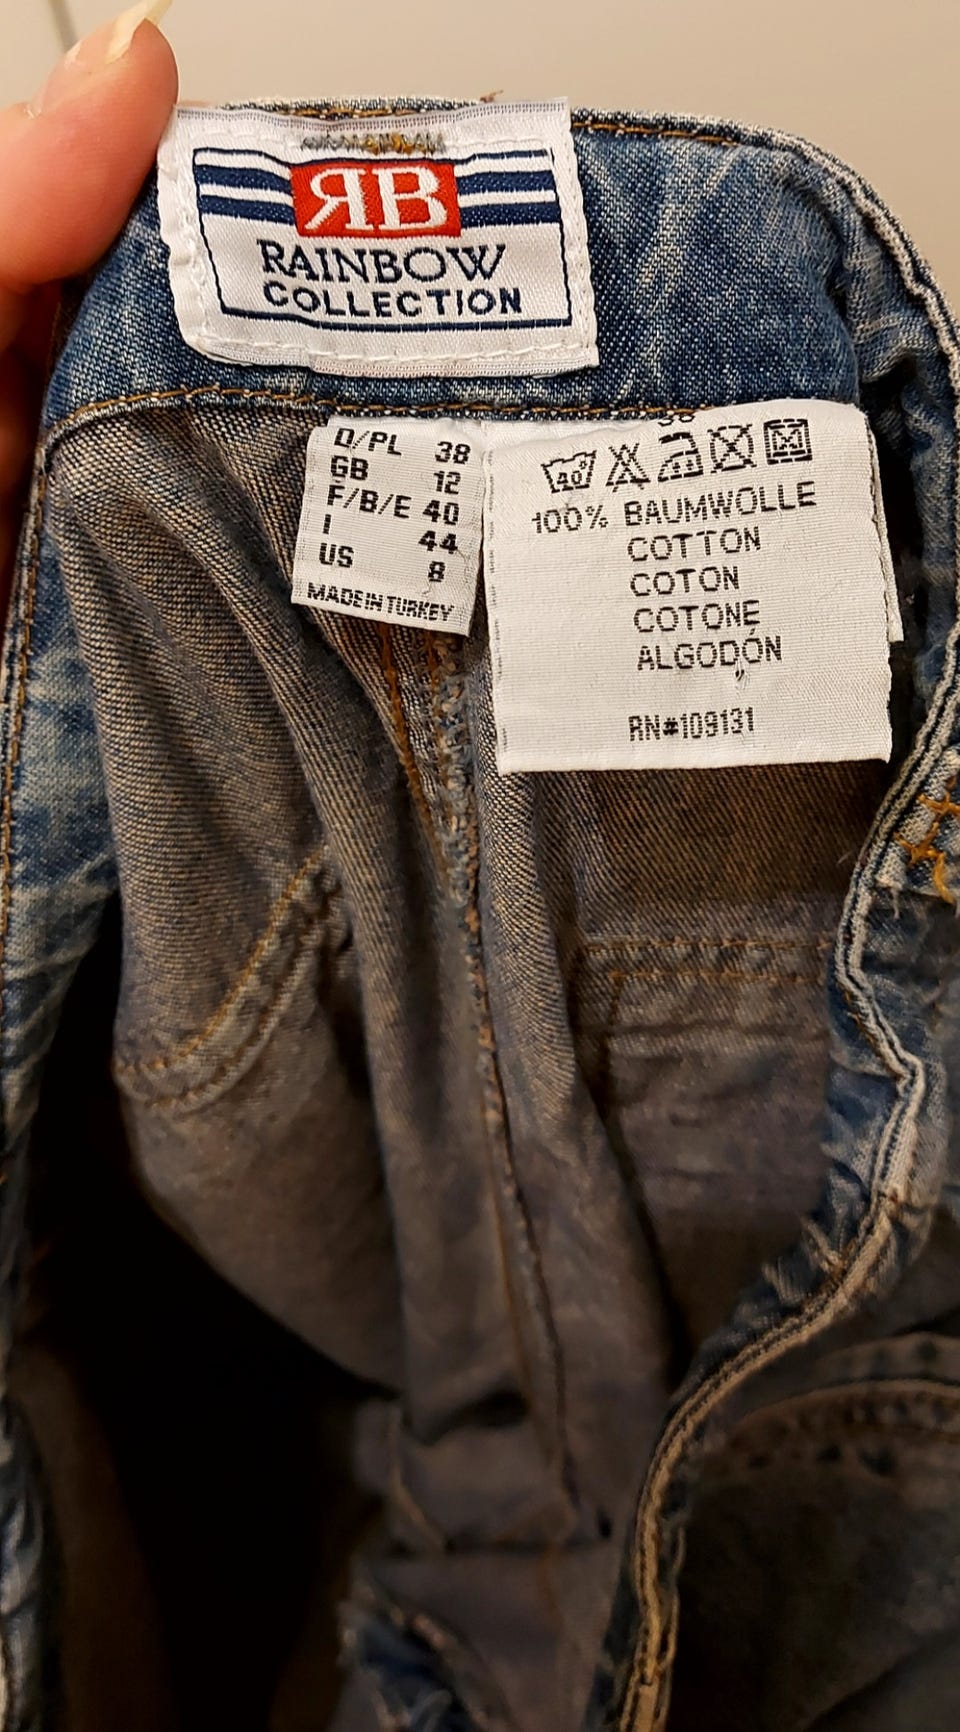 RB
RAINBOW
COLLECTION
D/PL 38
GB 12
F/B/E 40
I 44
US 8
MADE IN TURKEY
38
40°
100% BAUMWOLLE
COTTON
COTON
COTONE
ALGODÓN
RN#109131